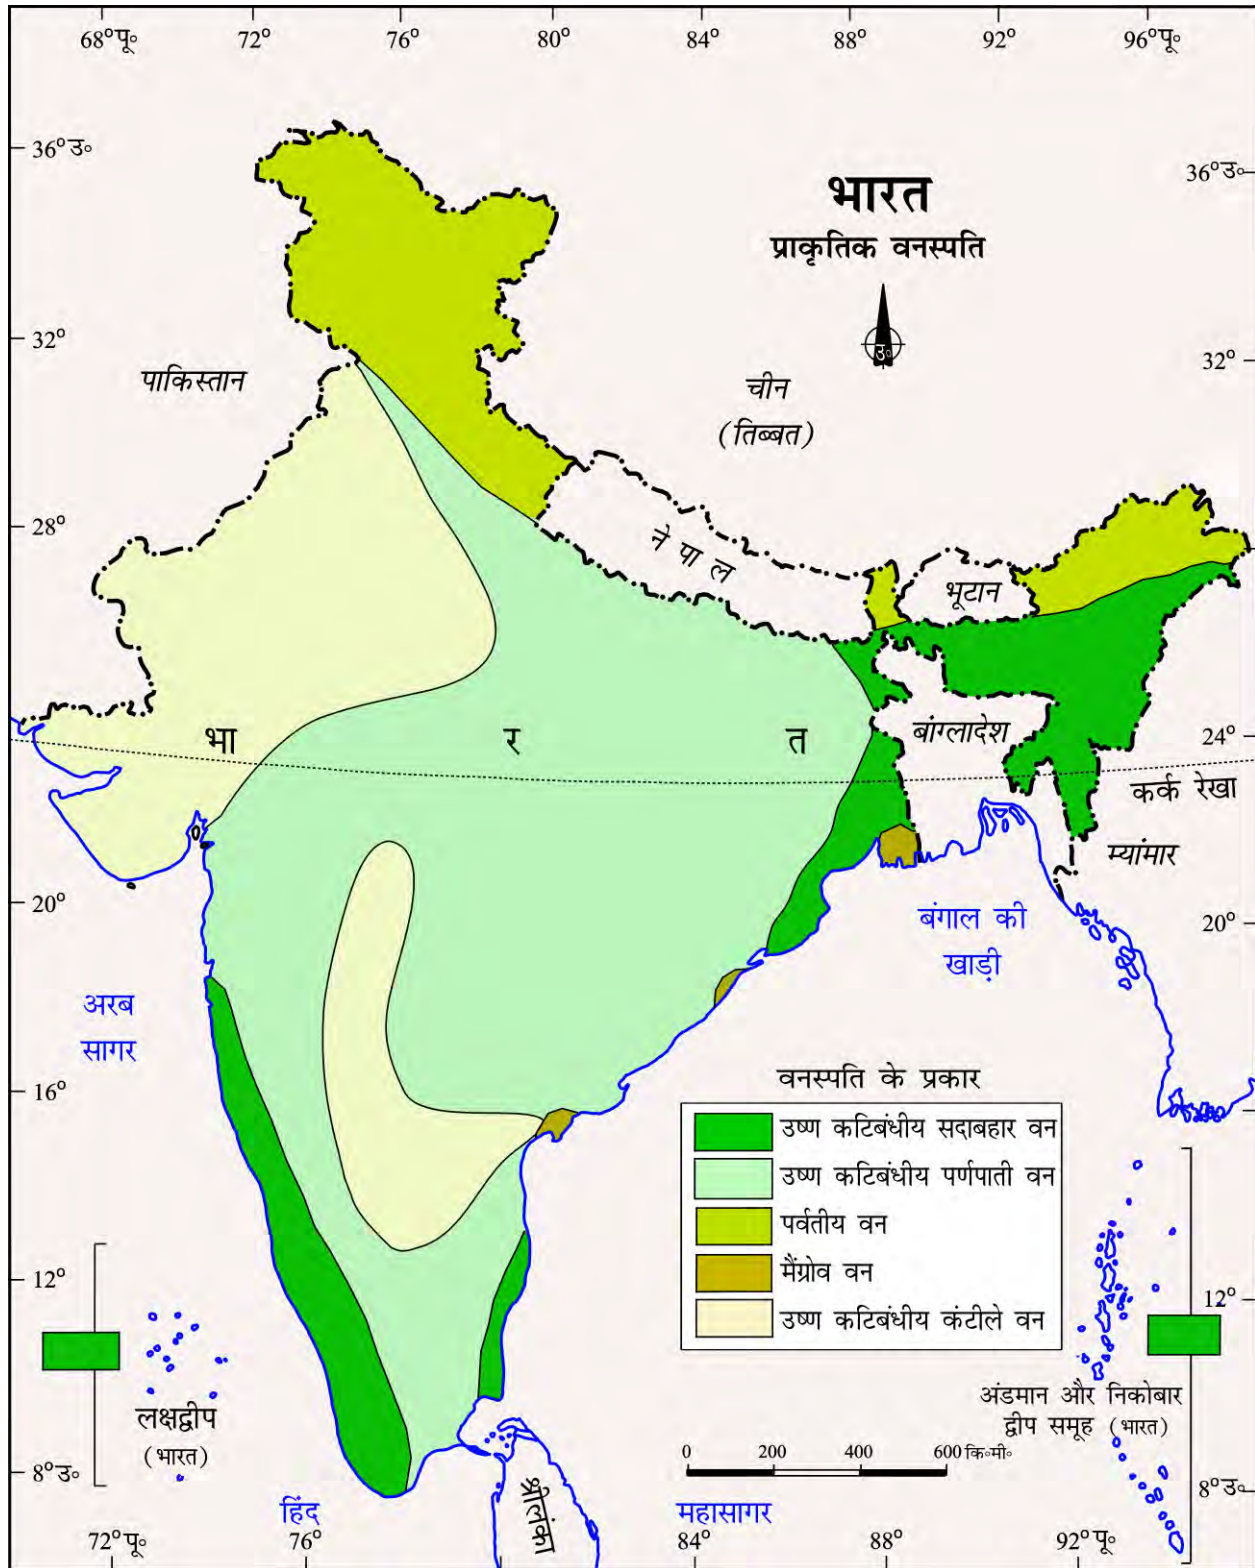 68°पू॰ 72° 76° 80° 84° 88° 92° 96°पू॰
36°उ॰
36°उ॰
भारत
प्राकृतिक वनस्पति
उ॰
32°
32°
पाकिस्तान
चीन
(तिब्बत)
28°
नेपाल
भूटान
भारत
बांग्लादेश
24°
कर्क रेखा
म्यांमार
20°
20°
बंगाल की
खाड़ी
अरब
सागर
16°
वनस्पति के प्रकार
उष्ण कटिबंधीय सदाबहार वन
उष्ण कटिबंधीय पर्णपाती वन
पर्वतीय वन
मैंग्रोव वन
उष्ण कटिबंधीय कंटीले वन
12°
12°
लक्षद्वीप
(भारत)
अंडमान और निकोबार
द्वीप समूह (भारत)
0 200 400 600 कि॰मी॰
8°उ॰
8°
श्रीलंका
हिंद महासागर
72°पू॰ 76° 84° 88° 92°पू॰